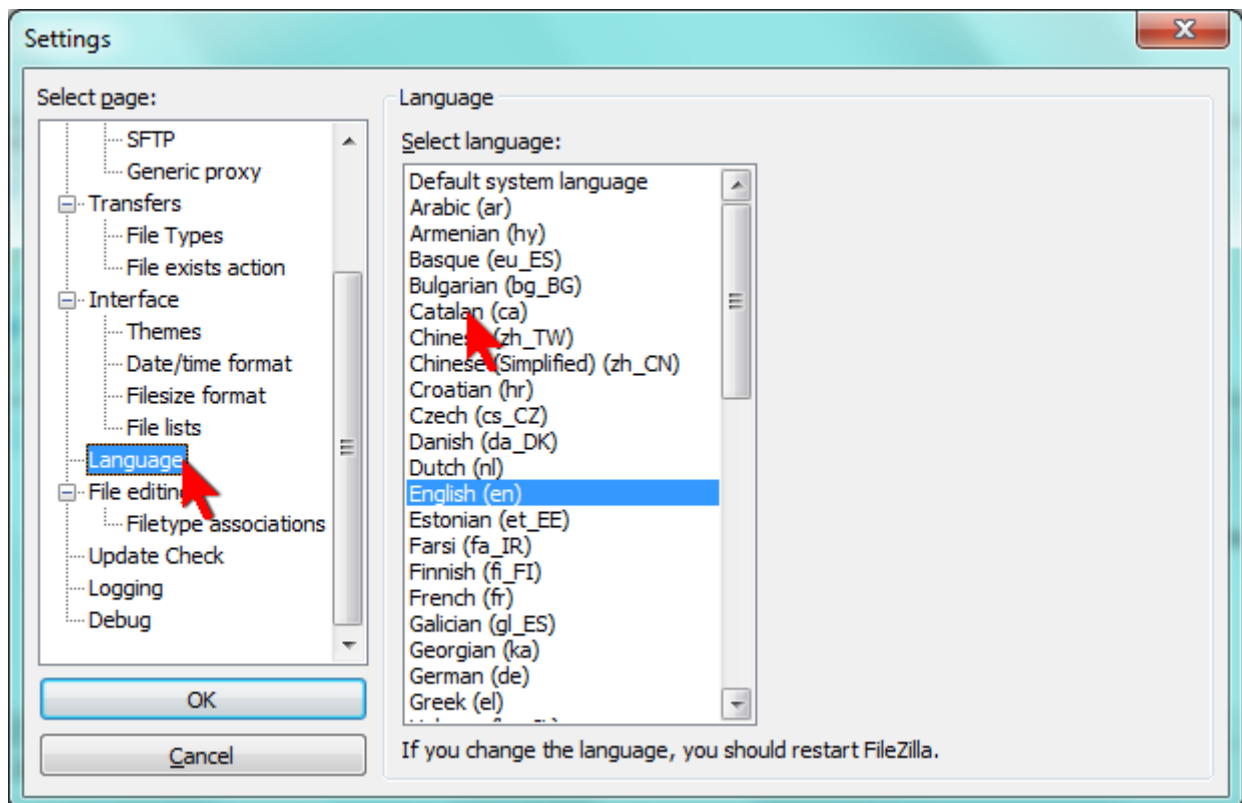 Settings
Select page:
SFTP
Generic proxy
Transfers
File Types
File exists action
Interface
Themes
Date/time format
Filesize format
File lists
Language
File editing
Filetype associations
Update Check
Logging
Debug
OK
Cancel
Language
Select language:
Default system language
Arabic (ar)
Armenian (hy)
Basque (eu_ES)
Bulgarian (bg_BG)
Catalan (ca)
Chinese (zh_TW)
Chinese (Simplified) (zh_CN)
Croatian (hr)
Czech (cs_CZ)
Danish (da_DK)
Dutch (nl)
English (en)
Estonian (et_EE)
Farsi (fa_IR)
Finnish (fi_FI)
French (fr)
Galician (gl_ES)
Georgian (ka)
German (de)
Greek (el)
If you change the language, you should restart FileZilla.